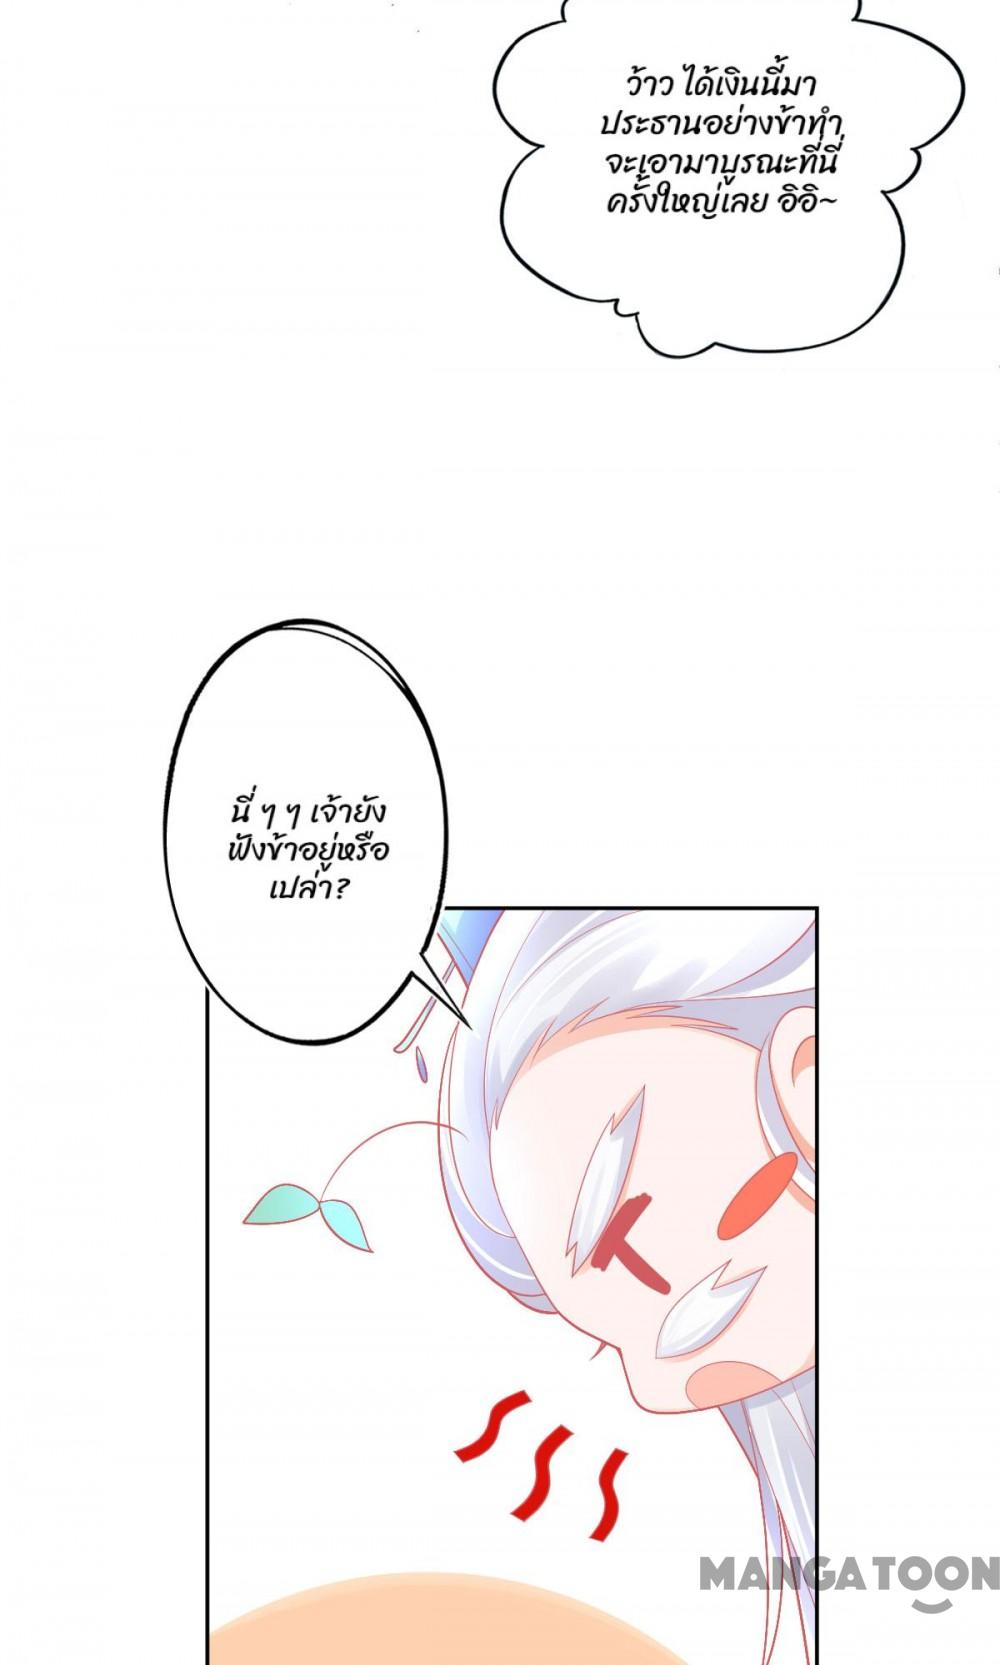 ว้าว ได้เงินนี้มา
ประธานอย่างข้าทำ
จะเอามาบูรณะที่นี่
ครั้งใหญ่เลย อิอิ~
นี่ ๆ ๆ เจ้ายัง
ฟังข้าอยู่หรือ
เปล่า?
MANGATOON